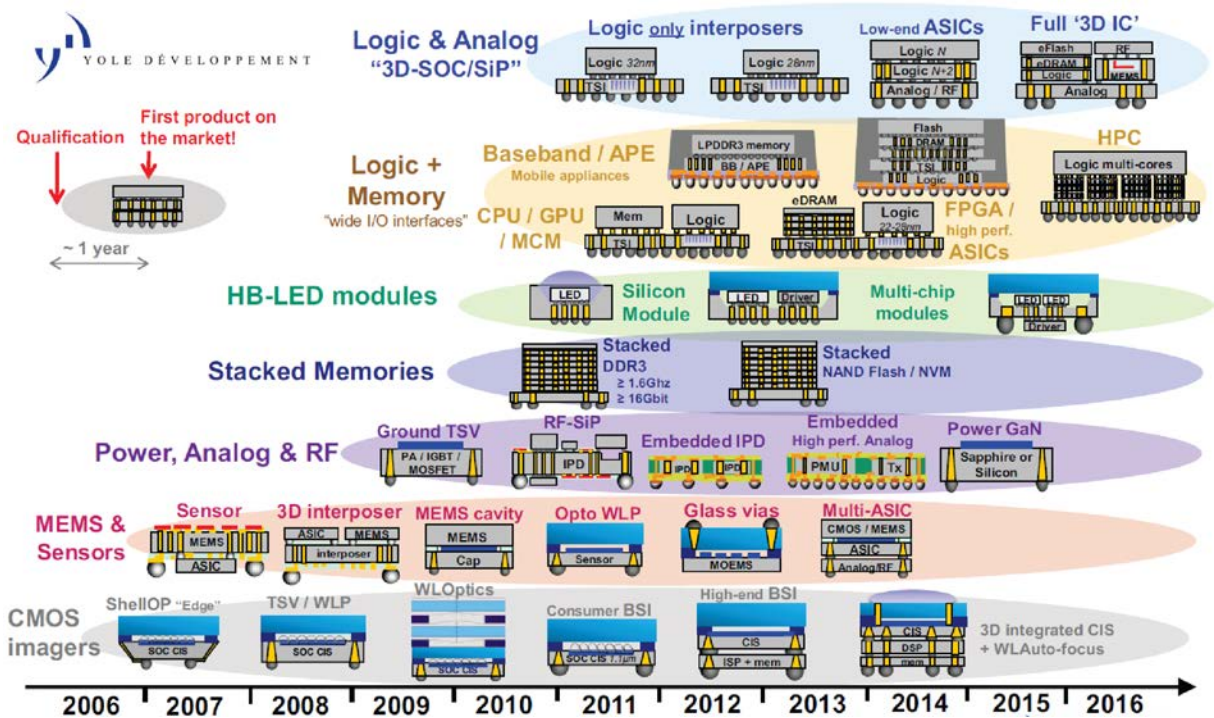 YOLE DÉVELOPPEMENT
Qualification
First product on
the market!
~ 1 year
Logic & Analog
“3D-SOC/SiP”
Logic only interposers
Low-end ASICs
Full ‘3D IC’
Logic 32nm
TSI
Logic 28nm
TSI
Logic N
Logic N+2
Analog / RF
eFlash
eDRAM
Logic
RF
MEMS
Analog
Logic +
Memory
“wide I/O interfaces”
Baseband / APE
Mobile appliances
LPDDR3 memory
BB / APE
Flash
DRAM
TSI
Logic
HPC
Logic multi-cores
CPU / GPU
/ MCM
Mem
Logic
TSI
eDRAM
Logic
22-28nm
TSI
FPGA /
high perf.
ASICs
HB-LED modules
LED
Silicon
Module
LED
Driver
Multi-chip
modules
LED
LED
Driver
Stacked Memories
Stacked
DDR3
≥ 1.6Ghz
≥ 16Gbit
Stacked
NAND Flash / NVM
Power, Analog & RF
Ground TSV
PA / IGBT /
MOSFET
RF-SiP
IPD
Embedded IPD
IPD
IPD
Embedded
High perf. Analog
PMU
Tx
Power GaN
Sapphire or
Silicon
MEMS &
Sensors
Sensor
MEMS
ASIC
3D interposer
ASIC
MEMS
interposer
MEMS cavity
MEMS
Cap
Opto WLP
Sensor
Glass vias
MOEMS
Multi-ASIC
CMOS / MEMS
ASIC
Analog/RF
CMOS
imagers
ShellOP “Edge”
SOC CIS
TSV / WLP
SOC CIS
WLOptics
SOC CIS
Consumer BSI
SOC CIS 1.1µm
High-end BSI
CIS
ISP + mem
CIS
DSP
mem
3D integrated CIS
+ WLAuto-focus
2006 2007 2008 2009 2010 2011 2012 2013 2014 2015 2016